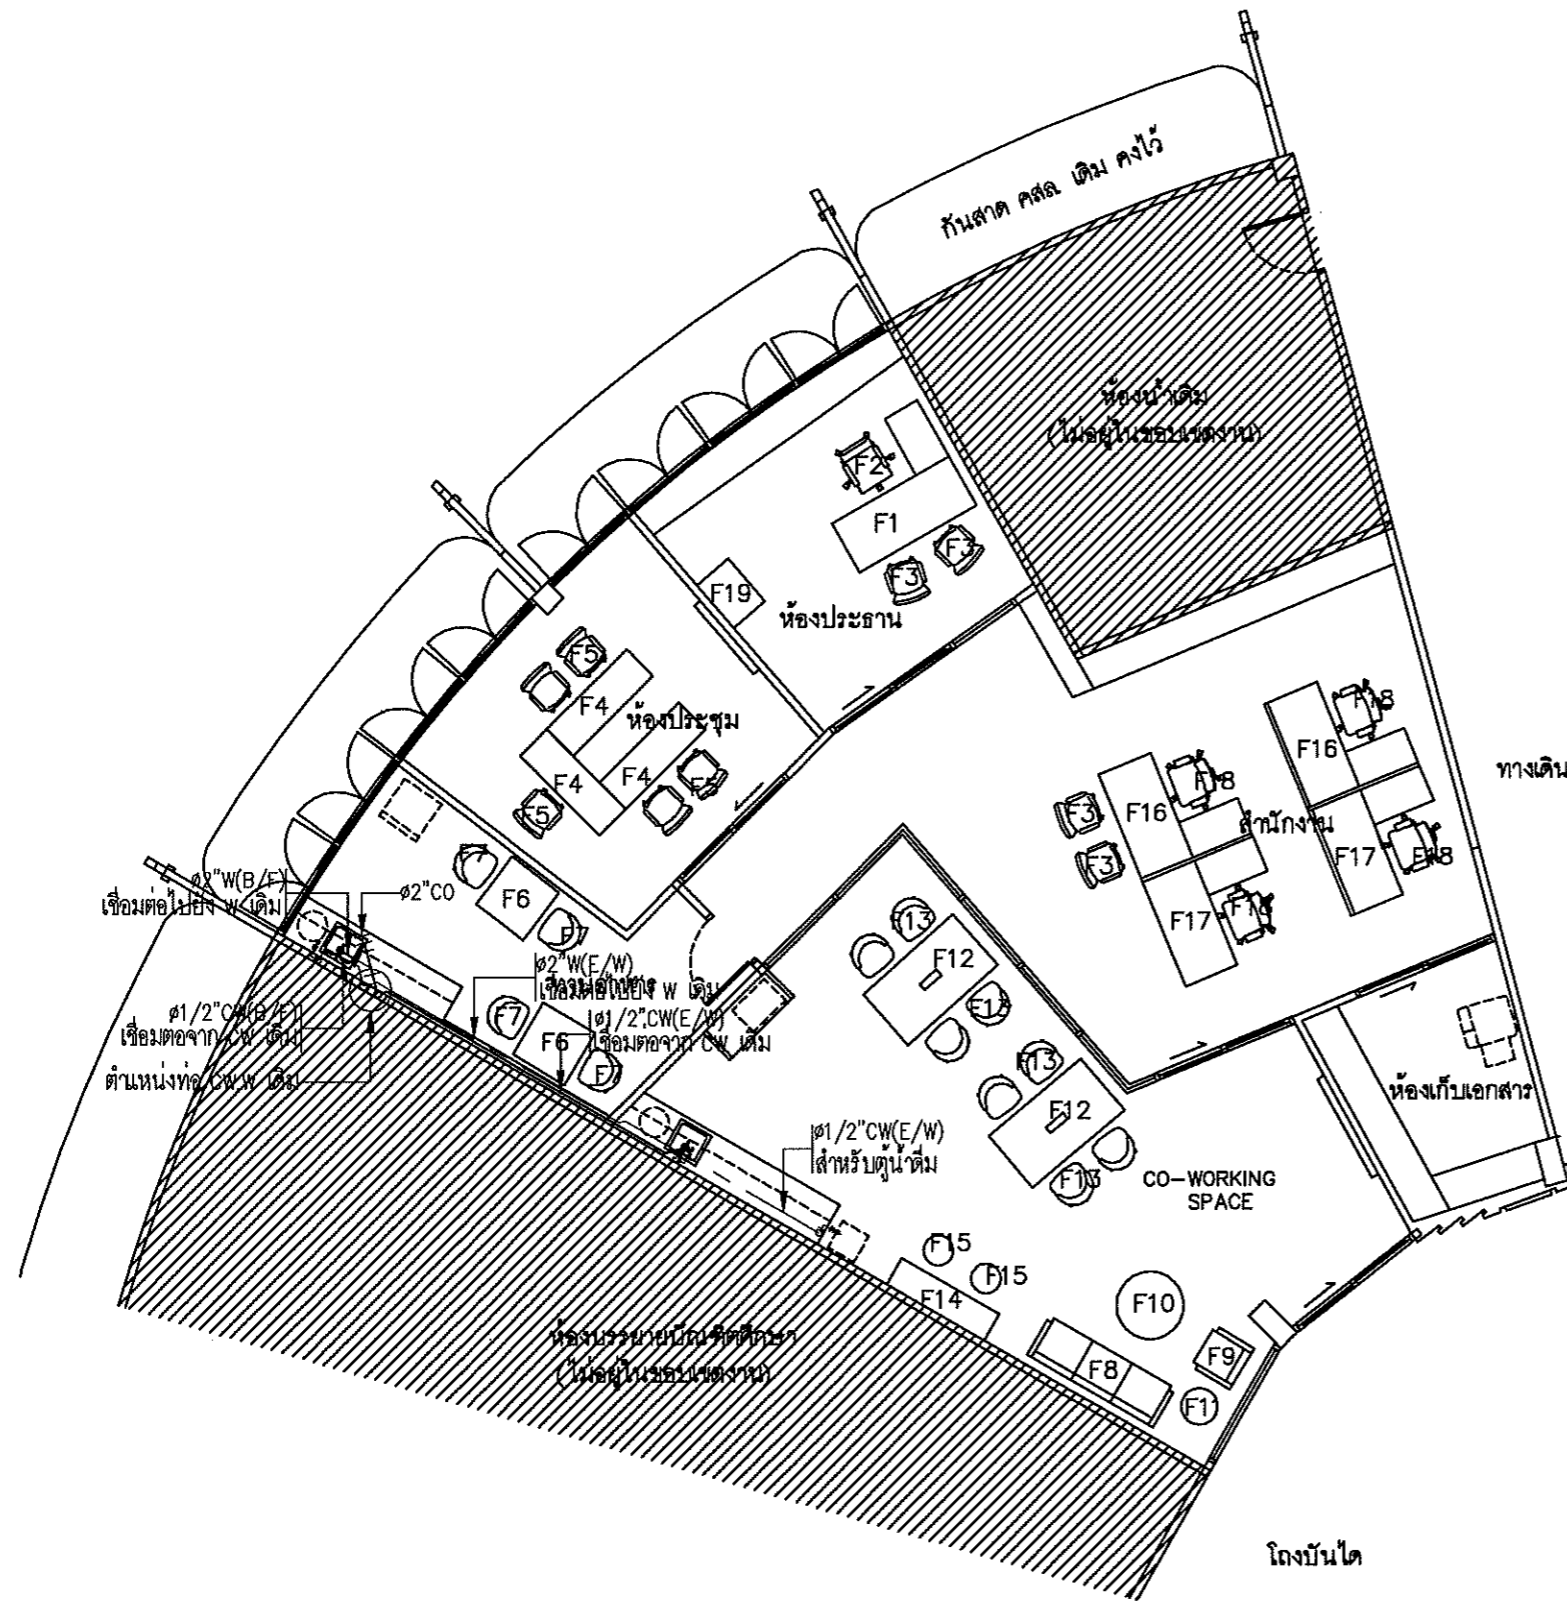 กันสาด คสล. เดิม คงไว้
ห้องน้ำเดิม
(ไม่อยู่ในขอบเขตงาน)
F2
F1
F3
F3
F19
ห้องประธาน
F5
F4
ห้องประชุม
F4
F4
F5
F5
F18
F16
ทางเดิน
F18
F16
F3
F3
สำนักงาน
F17
F18
F17
F18
F7
F6
F7
ø2"W(B/F)
เชื่อมต่อไปยัง W เดิม
ø2"CO
ø2"W(E/W)
เชื่อมต่อไปยัง W เดิม
ø1/2"CW(B/F)
เชื่อมต่อจาก CW เดิม
ø1/2"CW(E/W)
เชื่อมต่อจาก CW เดิม
ตำแหน่งท่อ CW,W เดิม
F7
F6
F7
F13
F12
F13
F13
F12
F13
ห้องเก็บเอกสาร
ø1/2"CW(E/W)
สำหรับตู้น้ำดื่ม
CO-WORKING
SPACE
F15
F15
F14
F10
F9
F8
F11
ห้องบรรยายบัณฑิตศึกษา
(ไม่อยู่ในขอบเขตงาน)
โถงบันได